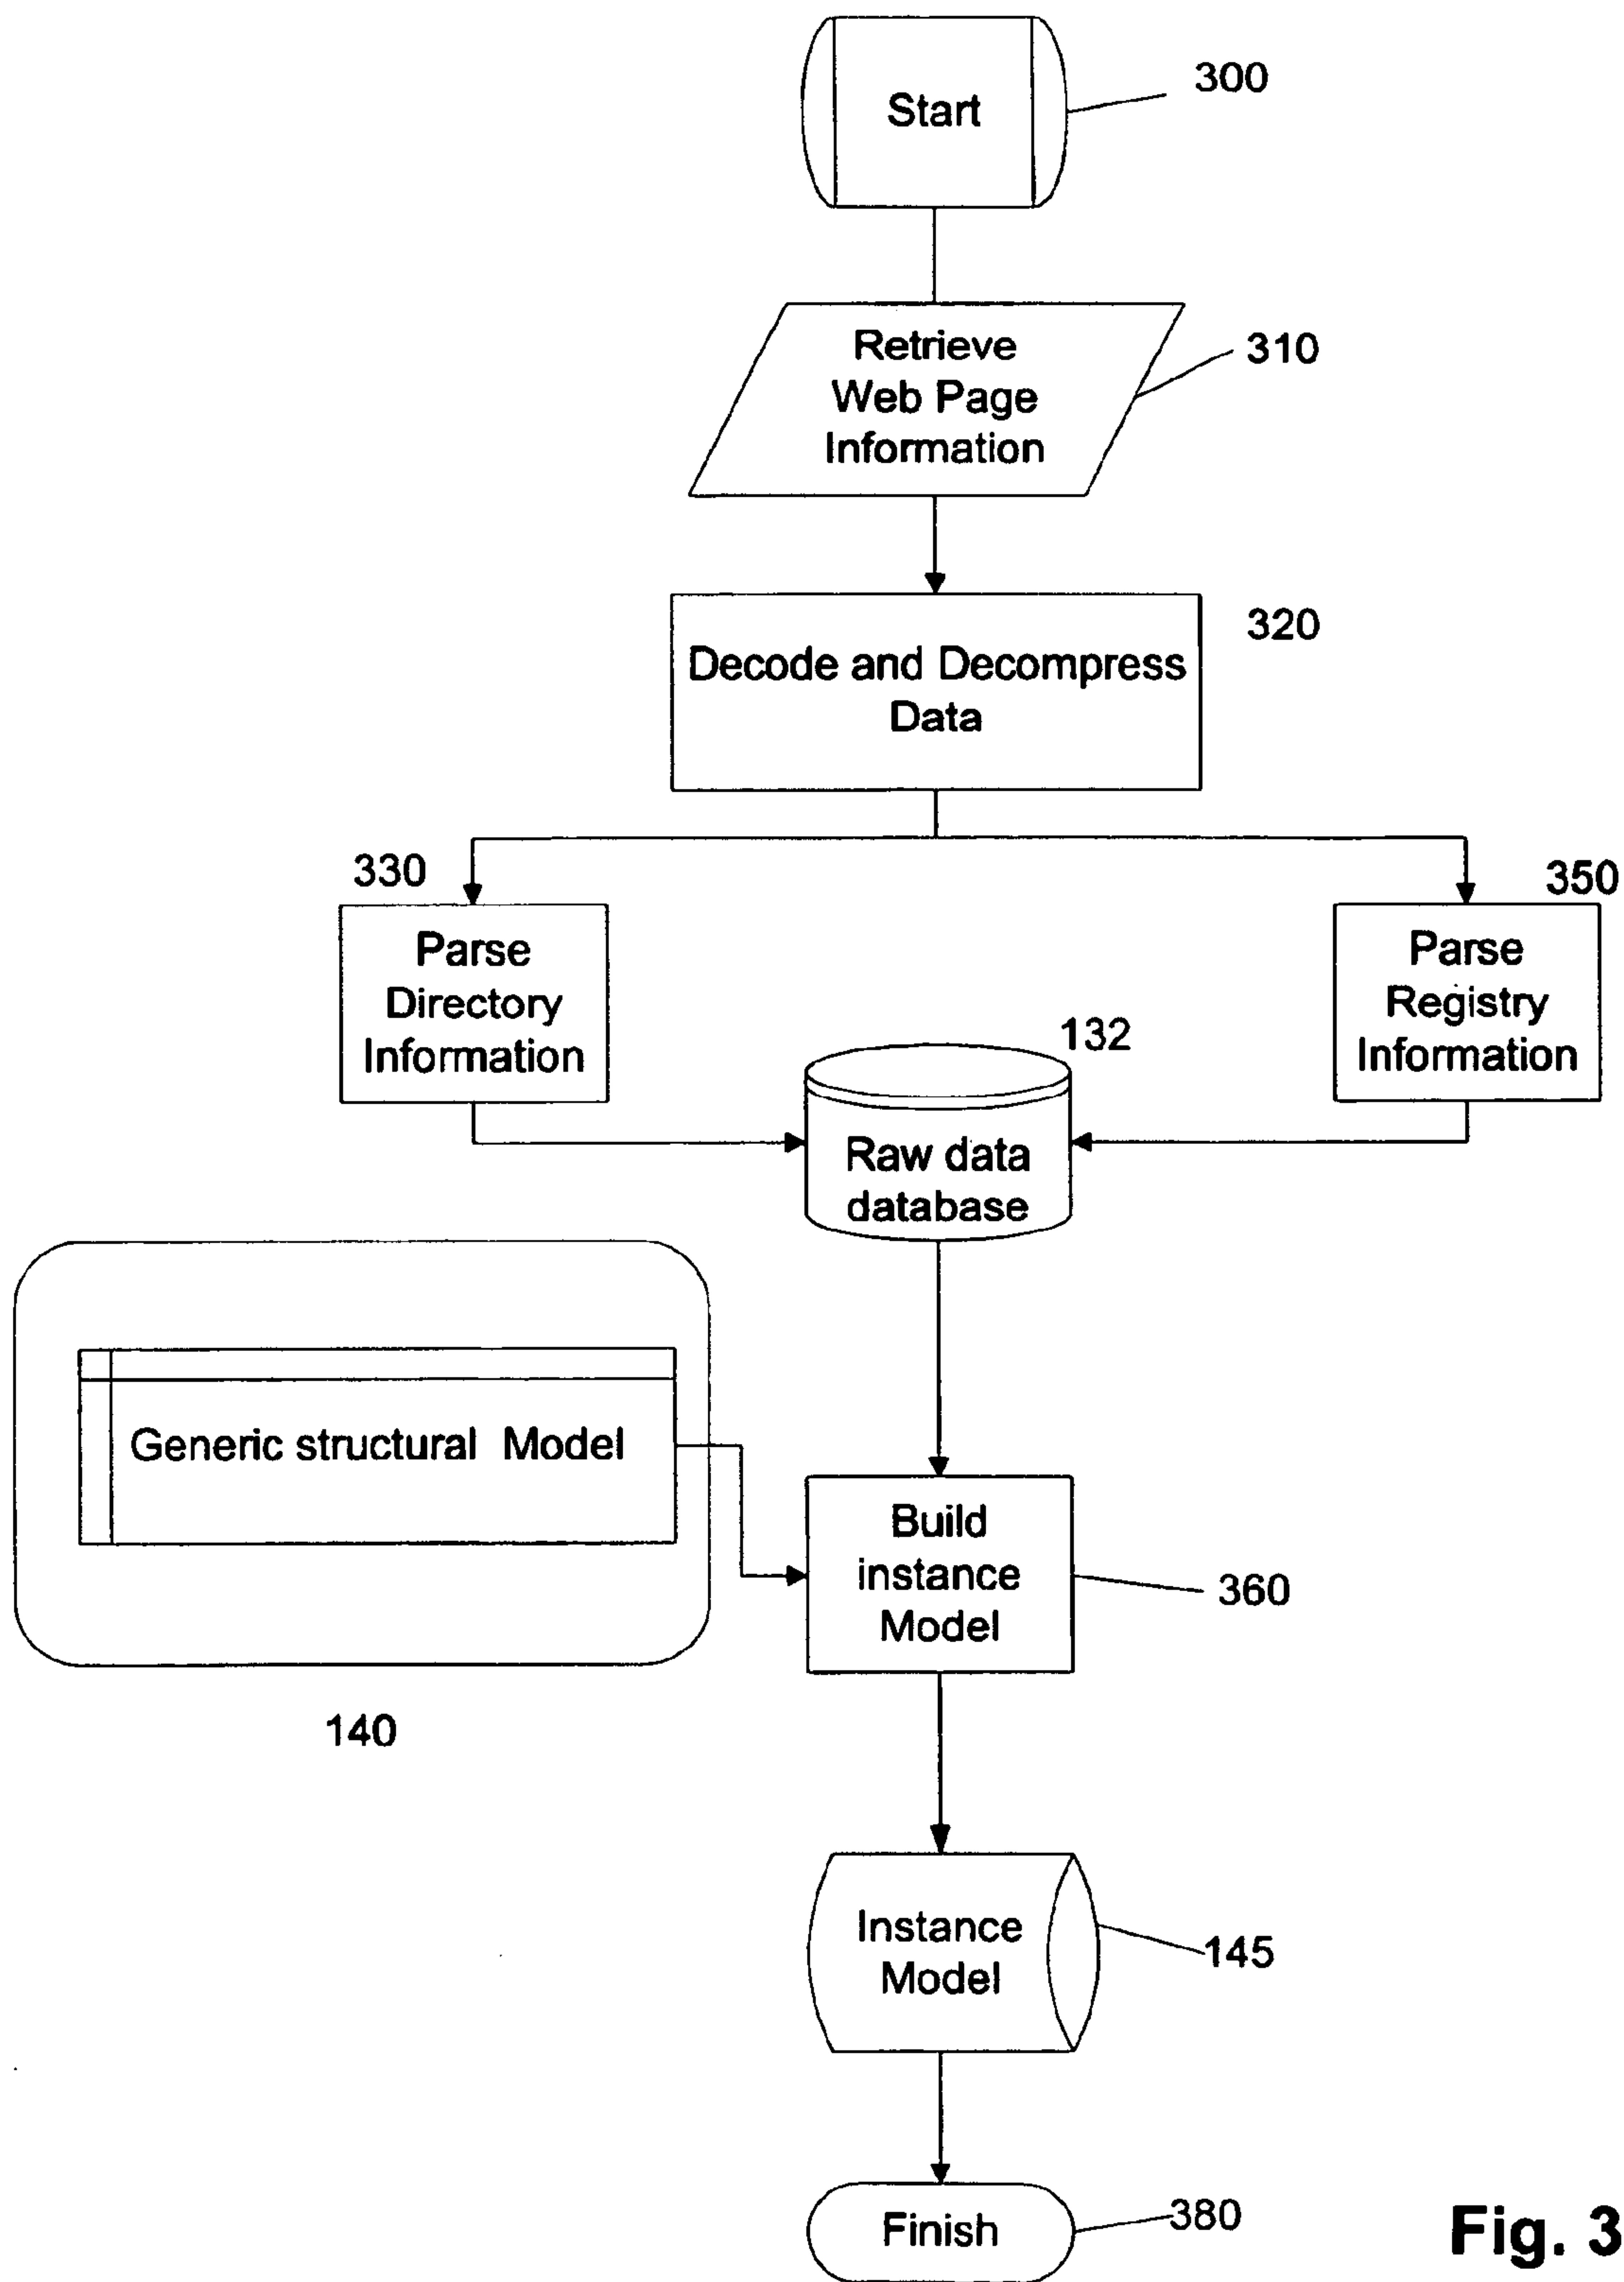 Start
300
Retrieve
Web Page
Information
310
Decode and Decompress
Data
320
330
Parse
Directory
Information
350
Parse
Registry
Information
132
Raw data
database
Generic structural Model
140
Build
instance
Model
360
Instance
Model
145
Finish
380
Fig. 3